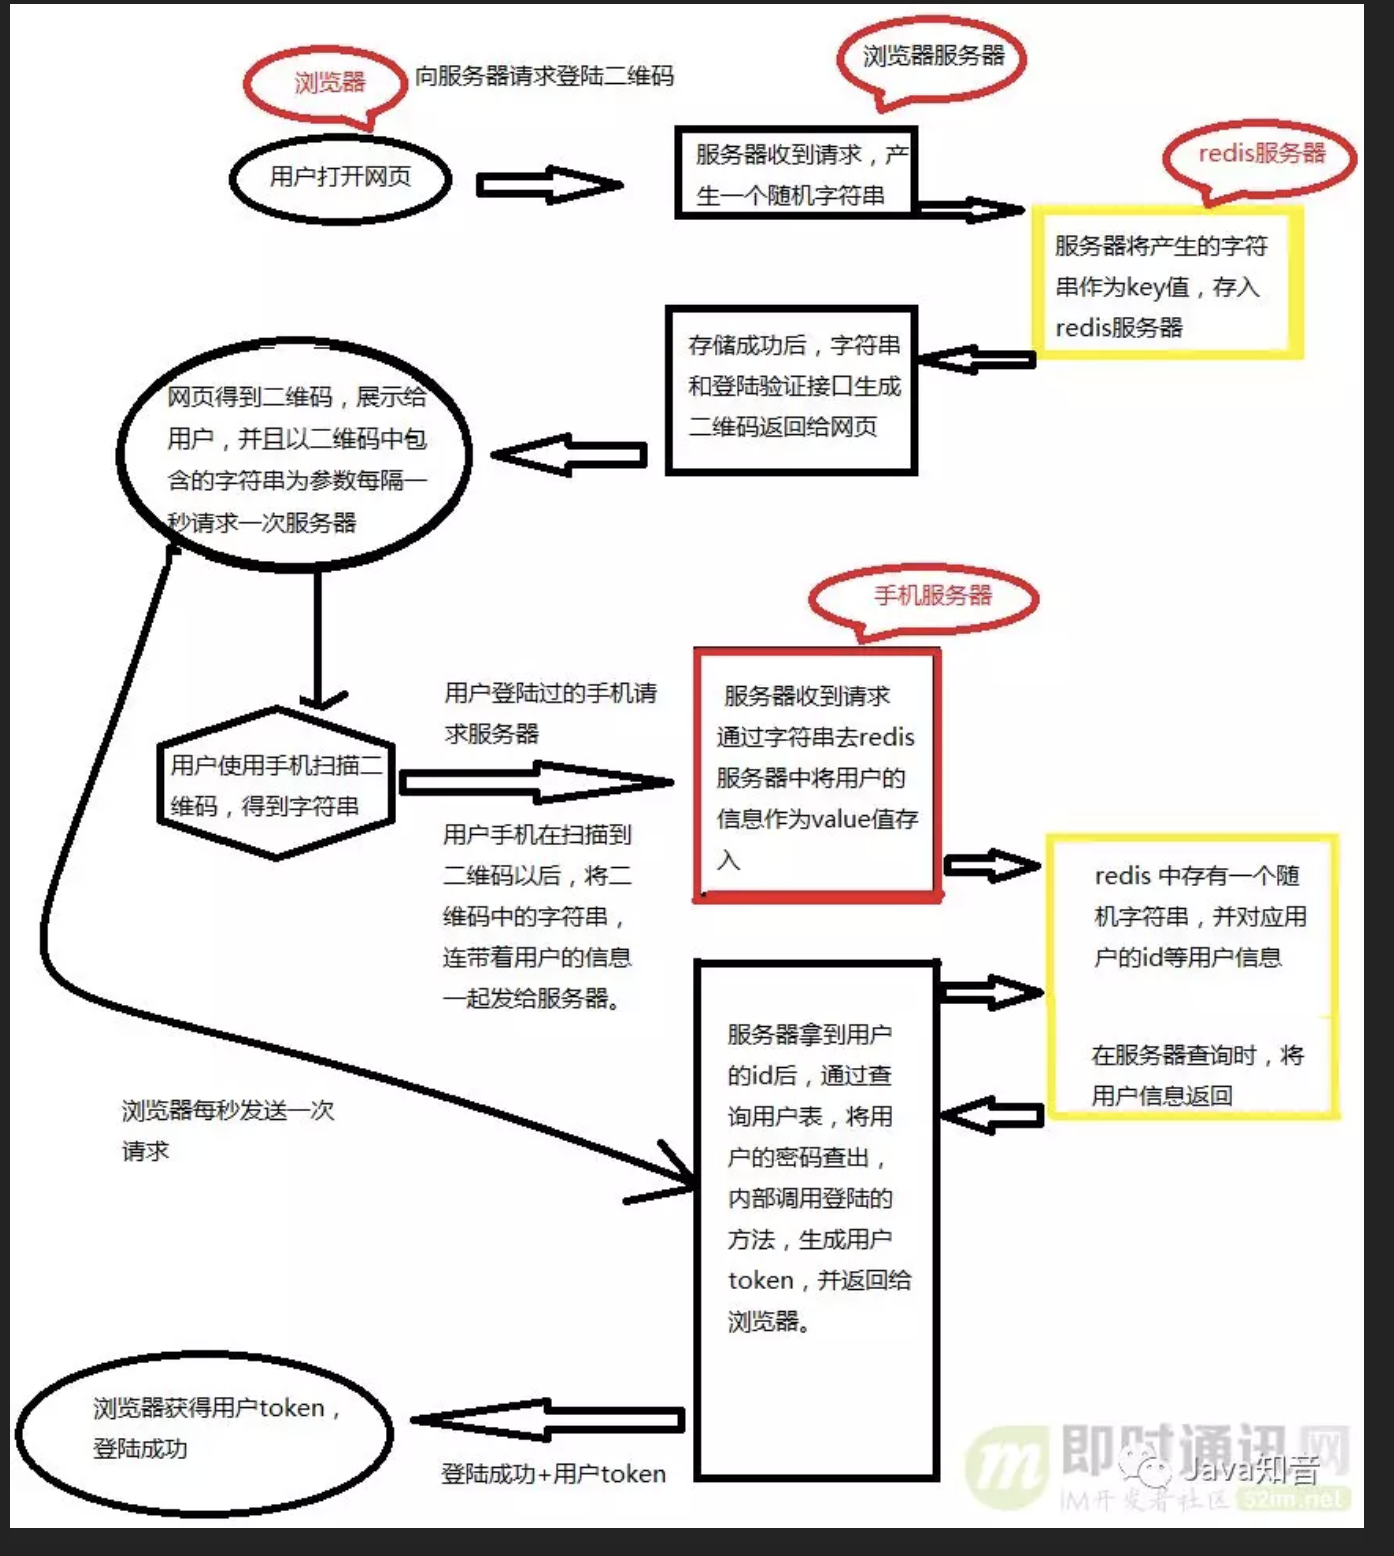 浏览器
向服务器请求登陆二维码
浏览器服务器
用户打开网页
服务器收到请求，产
生一个随机字符串
redis服务器
服务器将产生的字符
串作为key值，存入
redis服务器
存储成功后，字符串
和登陆验证接口生成
二维码返回给网页
网页得到二维码，展示给
用户，并且以二维码中包
含的字符串为参数每隔一
秒请求一次服务器
手机服务器
用户登陆过的手机请
求服务器
用户使用手机扫描二
维码，得到字符串
服务器收到请求
通过字符串去redis
服务器中将用户的
信息作为value值存
入
用户手机在扫描到
二维码以后，将二
维码中的字符串，
连带着用户的信息
一起发给服务器。
redis 中存有一个随
机字符串，并对应用
户的id等用户信息
在服务器查询时，将
用户信息返回
服务器拿到用户
的id后，通过查
询用户表，将用
户的密码查出，
内部调用登陆的
方法，生成用户
token，并返回给
浏览器。
浏览器每秒发送一次
请求
浏览器获得用户token，
登陆成功
登陆成功+用户token
即时通讯网
Java知音
IM开发者社区 52im.net